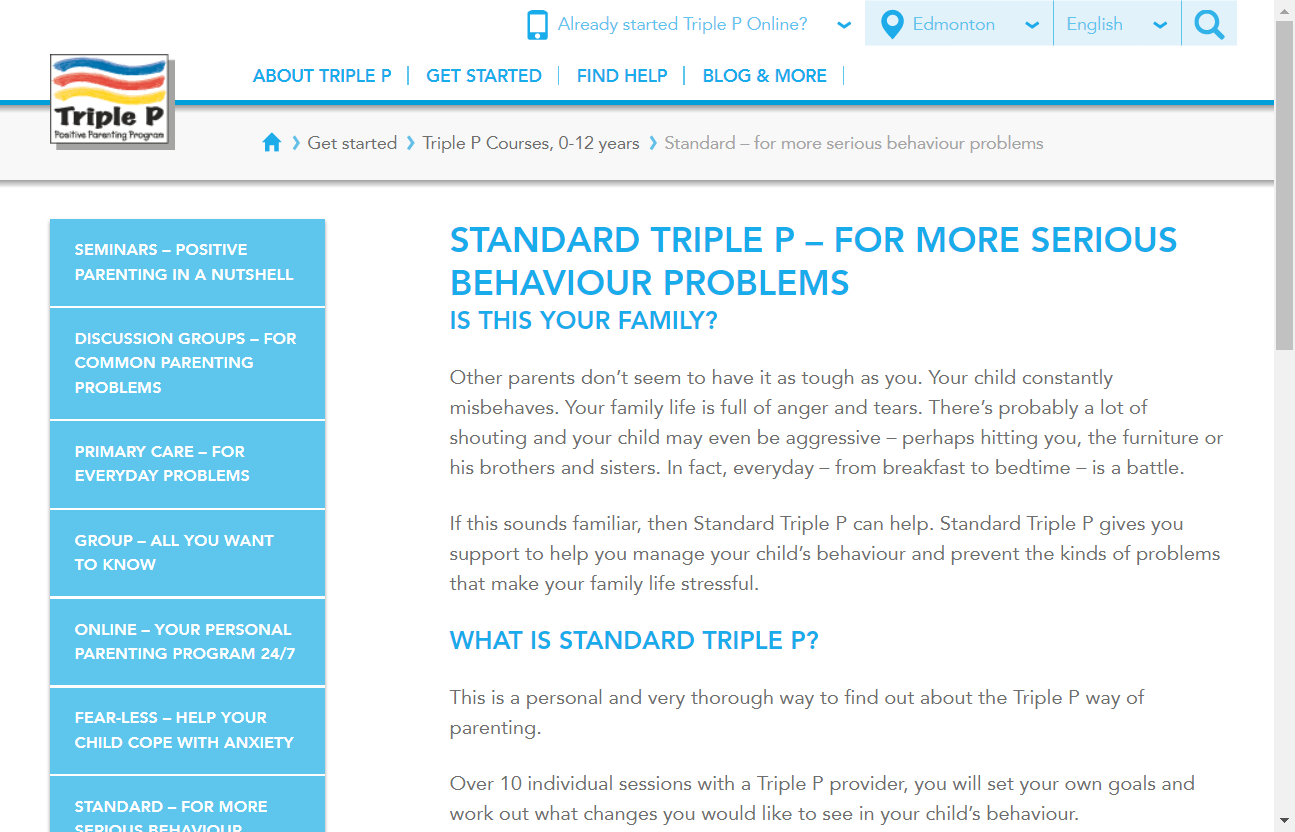 Already started Triple P Online?
Edmonton
English
Triple P
Positive Parenting Program
ABOUT TRIPLE P
GET STARTED
FIND HELP
BLOG & MORE
Get started
Triple P Courses, 0-12 years
Standard – for more serious behaviour problems
SEMINARS – POSITIVE
PARENTING IN A NUTSHELL
DISCUSSION GROUPS – FOR
COMMON PARENTING
PROBLEMS
PRIMARY CARE – FOR
EVERYDAY PROBLEMS
GROUP – ALL YOU WANT
TO KNOW
ONLINE – YOUR PERSONAL
PARENTING PROGRAM 24/7
FEAR-LESS – HELP YOUR
CHILD COPE WITH ANXIETY
STANDARD – FOR MORE
SERIOUS BEHAVIOUR
STANDARD TRIPLE P – FOR MORE SERIOUS
BEHAVIOUR PROBLEMS
IS THIS YOUR FAMILY?
Other parents don’t seem to have it as tough as you. Your child constantly
misbehaves. Your family life is full of anger and tears. There’s probably a lot of
shouting and your child may even be aggressive – perhaps hitting you, the furniture or
his brothers and sisters. In fact, everyday – from breakfast to bedtime – is a battle.
If this sounds familiar, then Standard Triple P can help. Standard Triple P gives you
support to help you manage your child’s behaviour and prevent the kinds of problems
that make your family life stressful.
WHAT IS STANDARD TRIPLE P?
This is a personal and very thorough way to find out about the Triple P way of
parenting.
Over 10 individual sessions with a Triple P provider, you will set your own goals and
work out what changes you would like to see in your child’s behaviour.